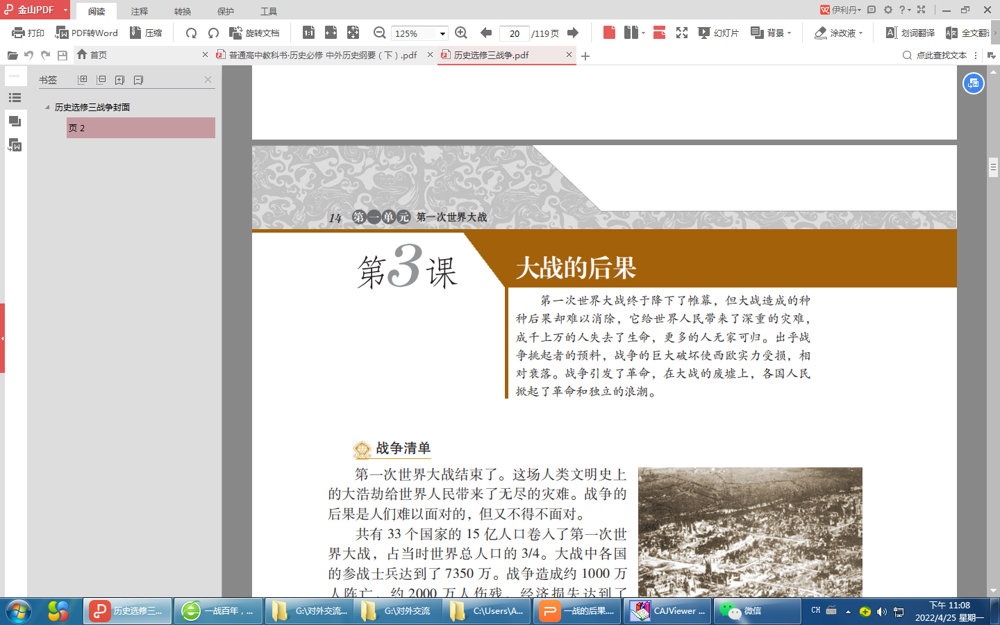 金山PDF
阅读 注释 转换 保护 工具
伊利丹
打印 PDF转Word 压缩 旋转文档 1:1 125% 20 /119页 幻灯片 背景 涂改液 划词翻译 全文翻
首页 普通高中教科书·历史必修 中外历史纲要（下）.pdf 历史选修三战争.pdf 点此查找文本
书签
历史选修三战争封面
页 2
14 第一单元 第一次世界大战
第3课 大战的后果
第一次世界大战终于降下了帷幕，但大战造成的种
种后果却难以消除，它给世界人民带来了深重的灾难，
成千上万的人失去了生命，更多的人无家可归。出乎战
争挑起者的预料，战争的巨大破坏使西欧实力受损，相
对衰落。战争引发了革命，在大战的废墟上，各国人民
掀起了革命和独立的浪潮。
战争清单
第一次世界大战结束了。这场人类文明史上
的大浩劫给世界人民带来了无尽的灾难。战争的
后果是人们难以面对的，但又不得不面对。
共有 33 个国家的 15 亿人口卷入了第一次世
界大战，占当时世界总人口的 3/4。大战中各国
的参战士兵达到了 7350 万。战争造成约 1000 万
人阵亡，约 2000 万人伤残，经济损失达到了
历史选修三... 一战百年，... G:\对外交流... G:\对外交流 C:\Users\A... 一战的后果.... CAJViewer ... 微信 CH 下午 11:08
2022/4/25 星期一